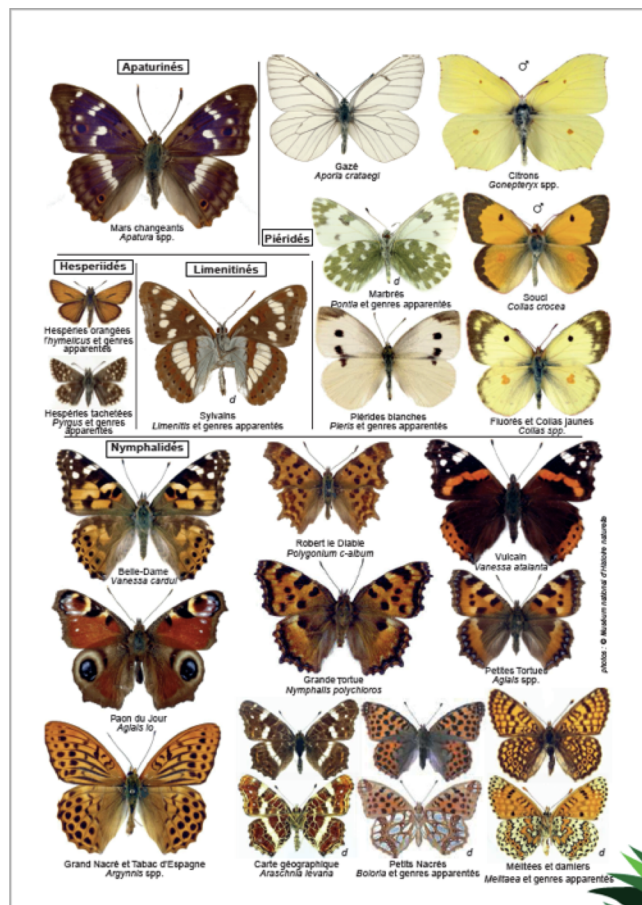 Apaturinés
Mars changeants
Apatura spp.
Gazé
Aporia crataegi
♂
Citrons
Gonepteryx spp.
Piéridés
d
Marbrés
Pontia et genres apparentés
♂
Souci
Colias crocea
Hesperiidés
Hespéries orangées
Thymelicus et genres
apparentés
Hespéries tachetées
Pyrgus et genres
apparentés
Limenitinés
d
Sylvains
Limenitis et genres apparentés
Piérides blanches
Pieris et genres apparentés
Fluorés et Colias jaunes
Colias spp.
Nymphalidés
Belle-Dame
Vanessa cardui
Robert le Diable
Polygonium c-album
Vulcain
Vanessa atalanta
Paon du Jour
Aglais io
Grande Tortue
Nymphalis polychloros
Petites Tortues
Aglais spp.
photos : © Muséum national d'Histoire naturelle
Grand Nacré et Tabac d'Espagne
Argynnis spp.
d
Carte géographique
Araschnia levana
d
Petits Nacrés
Boloria et genres apparentés
d
Mélitées et damiers
Melitaea et genres apparentés